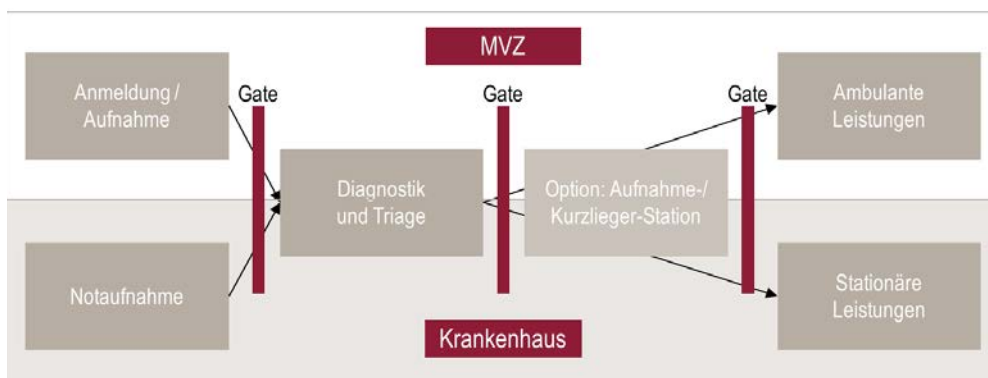 MVZ
Anmeldung /
Aufnahme
Gate
Gate
Gate
Ambulante
Leistungen
Diagnostik
und Triage
Option: Aufnahme-/
Kurzlieger-Station
Notaufnahme
Stationäre
Leistungen
Krankenhaus